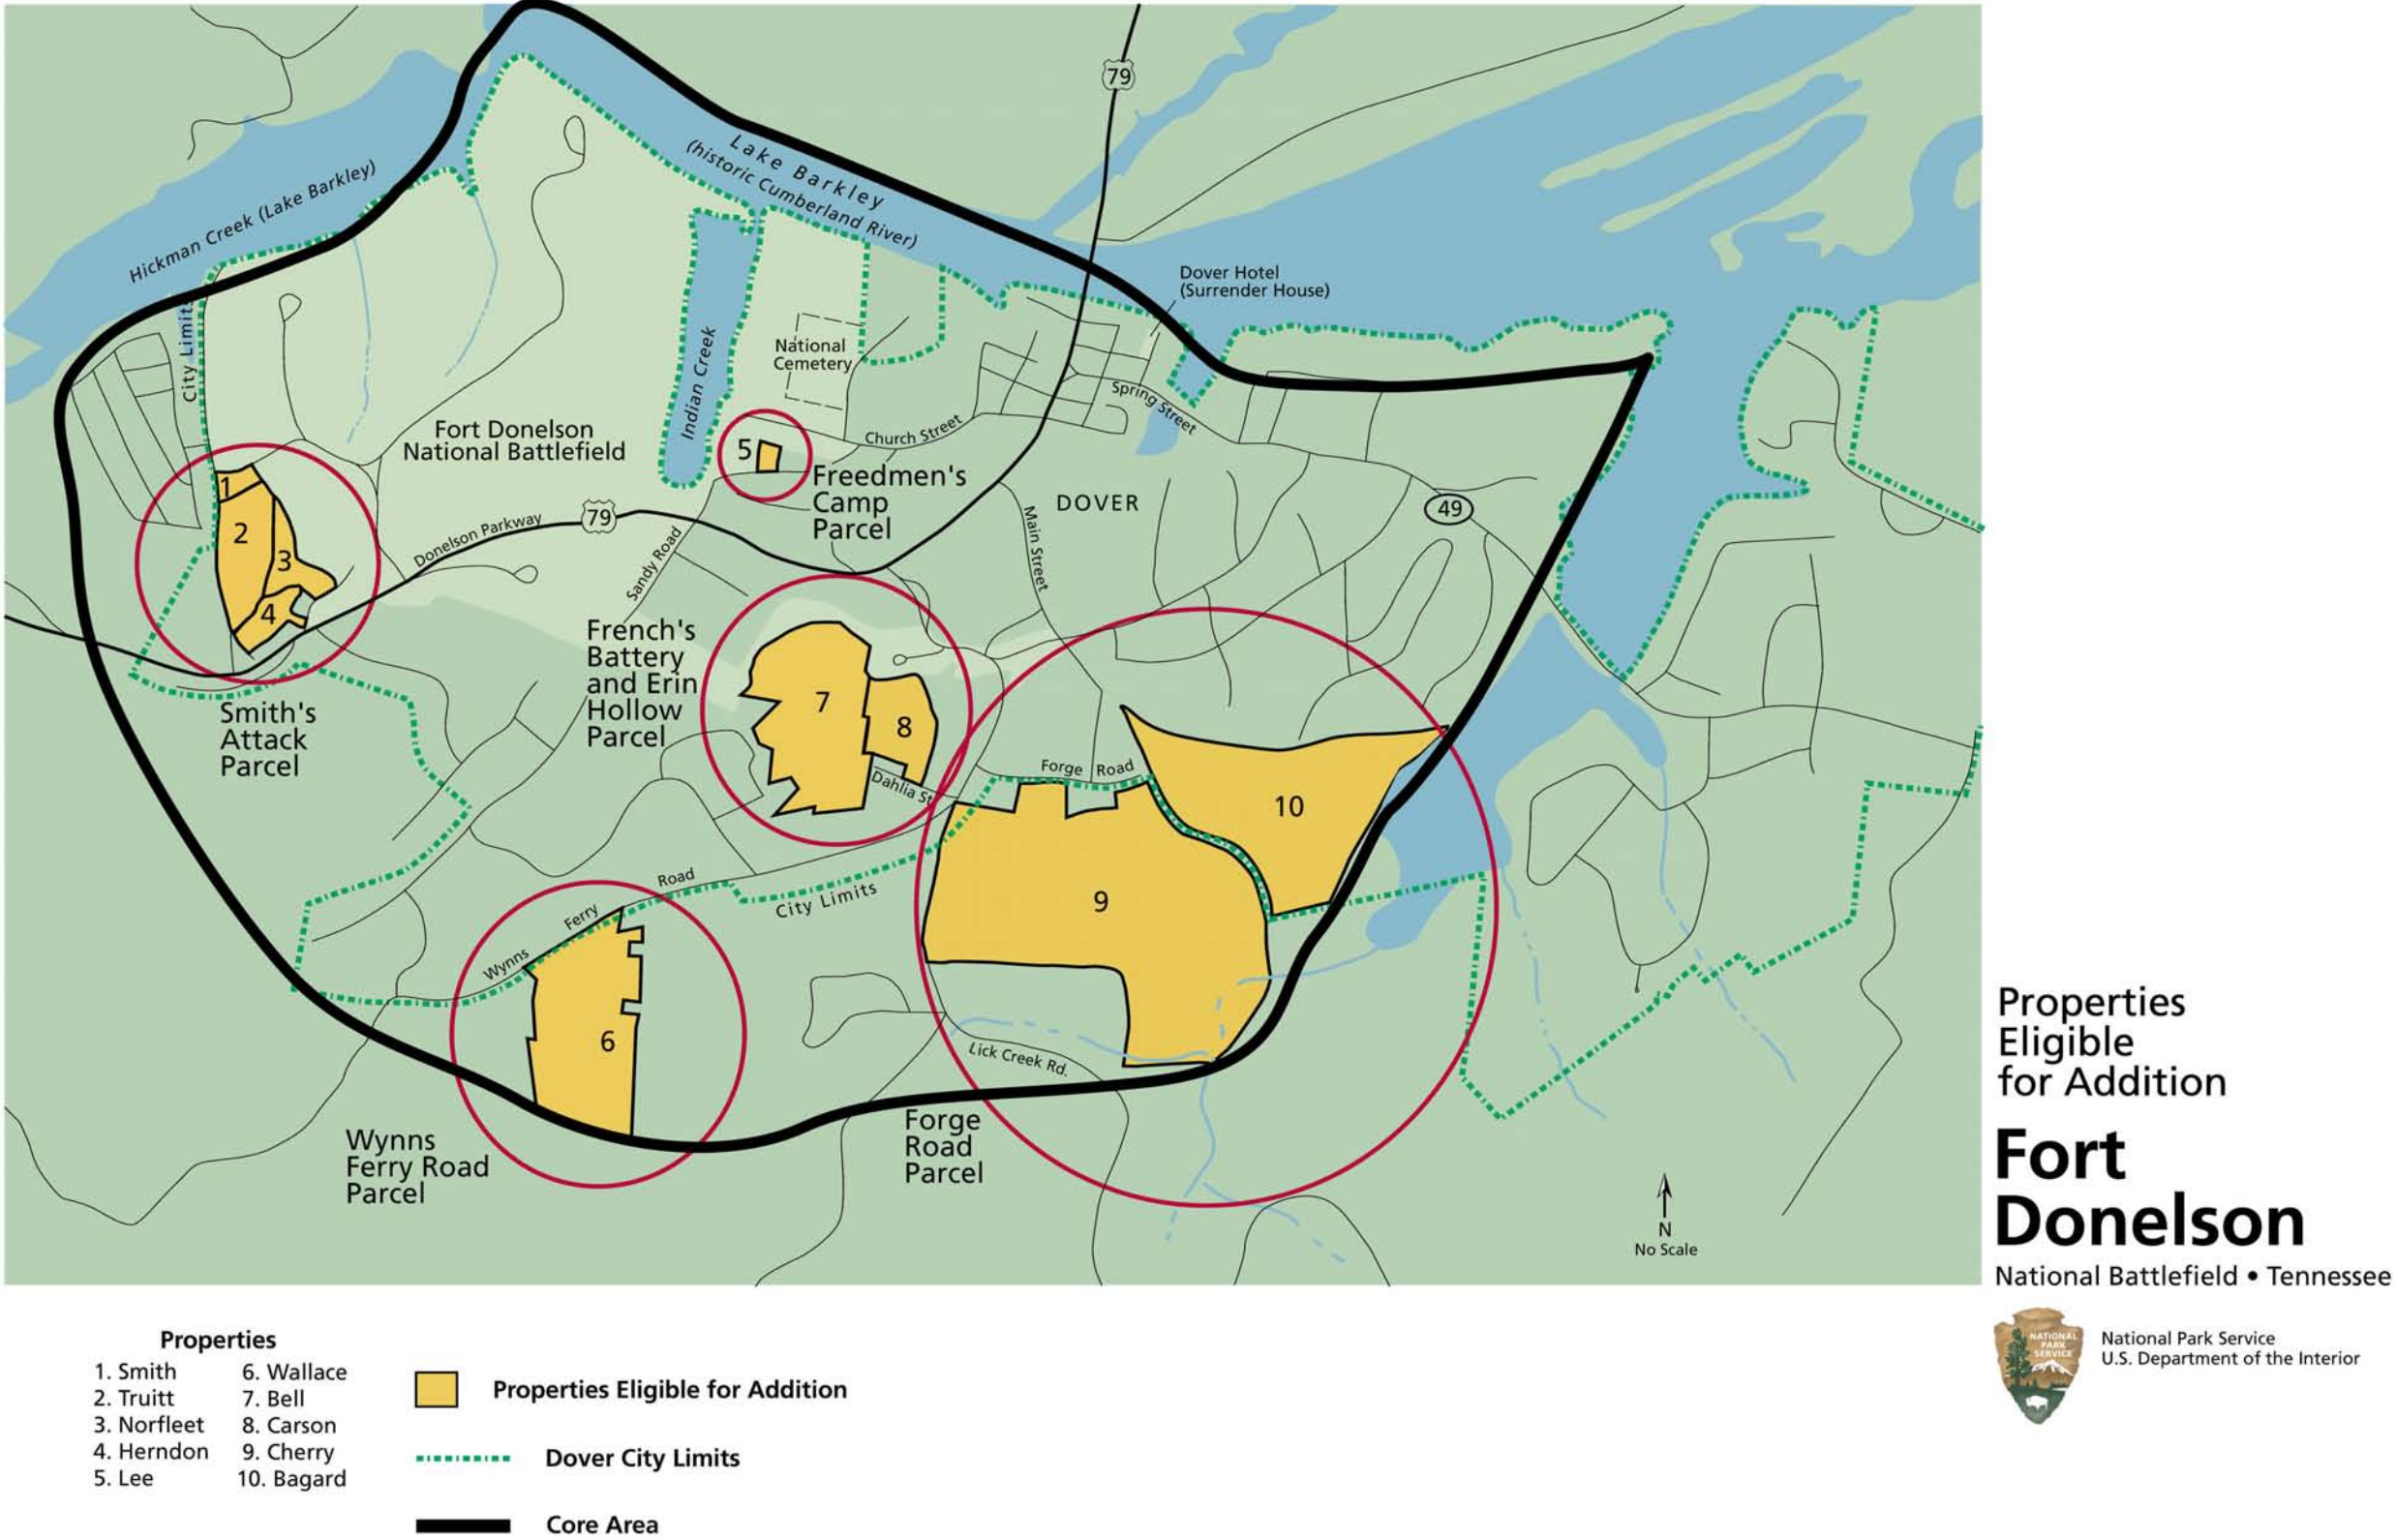 79
Lake Barkley
(historic Cumberland River)
Hickman Creek (Lake Barkley)
Dover Hotel
(Surrender House)
City Limits
Indian Creek
National
Cemetery
Spring Street
Church Street
Fort Donelson
National Battlefield
5
Freedmen's
Camp
Parcel
DOVER
49
1
2
3
4
Donelson Parkway
79
Sandy Road
Main Street
French's
Battery
and Erin
Hollow
Parcel
7
8
Smith's
Attack
Parcel
Dahlia St.
Forge Road
10
9
Wynns Ferry Road
City Limits
6
Lick Creek Rd.
Wynns
Ferry Road
Parcel
Forge
Road
Parcel
N
No Scale
Properties
Eligible
for Addition
Fort
Donelson
National Battlefield • Tennessee
NATIONAL
PARK
SERVICE
National Park Service
U.S. Department of the Interior
Properties
1. Smith
2. Truitt
3. Norfleet
4. Herndon
5. Lee
6. Wallace
7. Bell
8. Carson
9. Cherry
10. Bagard
Properties Eligible for Addition
Dover City Limits
Core Area